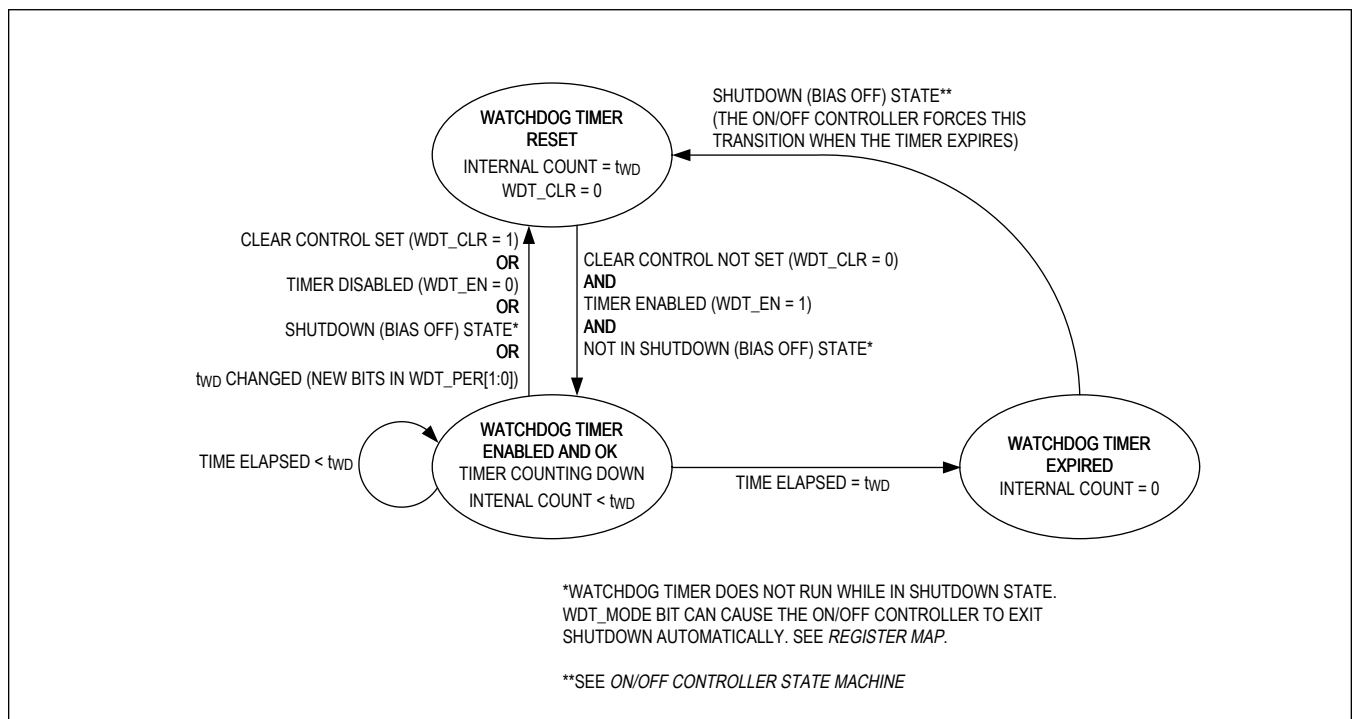 WATCHDOG TIMER
RESET
INTERNAL COUNT = tWD
WDT_CLR = 0
SHUTDOWN (BIAS OFF) STATE**
(THE ON/OFF CONTROLLER FORCES THIS
TRANSITION WHEN THE TIMER EXPIRES)
CLEAR CONTROL SET (WDT_CLR = 1)
OR
TIMER DISABLED (WDT_EN = 0)
OR
SHUTDOWN (BIAS OFF) STATE*
OR
tWD CHANGED (NEW BITS IN WDT_PER[1:0])
CLEAR CONTROL NOT SET (WDT_CLR = 0)
AND
TIMER ENABLED (WDT_EN = 1)
AND
NOT IN SHUTDOWN (BIAS OFF) STATE*
TIME ELAPSED < tWD
WATCHDOG TIMER
ENABLED AND OK
TIMER COUNTING DOWN
INTENAL COUNT < tWD
TIME ELAPSED = tWD
WATCHDOG TIMER
EXPIRED
INTERNAL COUNT = 0
*WATCHDOG TIMER DOES NOT RUN WHILE IN SHUTDOWN STATE.
WDT_MODE BIT CAN CAUSE THE ON/OFF CONTROLLER TO EXIT
SHUTDOWN AUTOMATICALLY. SEE REGISTER MAP.
**SEE ON/OFF CONTROLLER STATE MACHINE